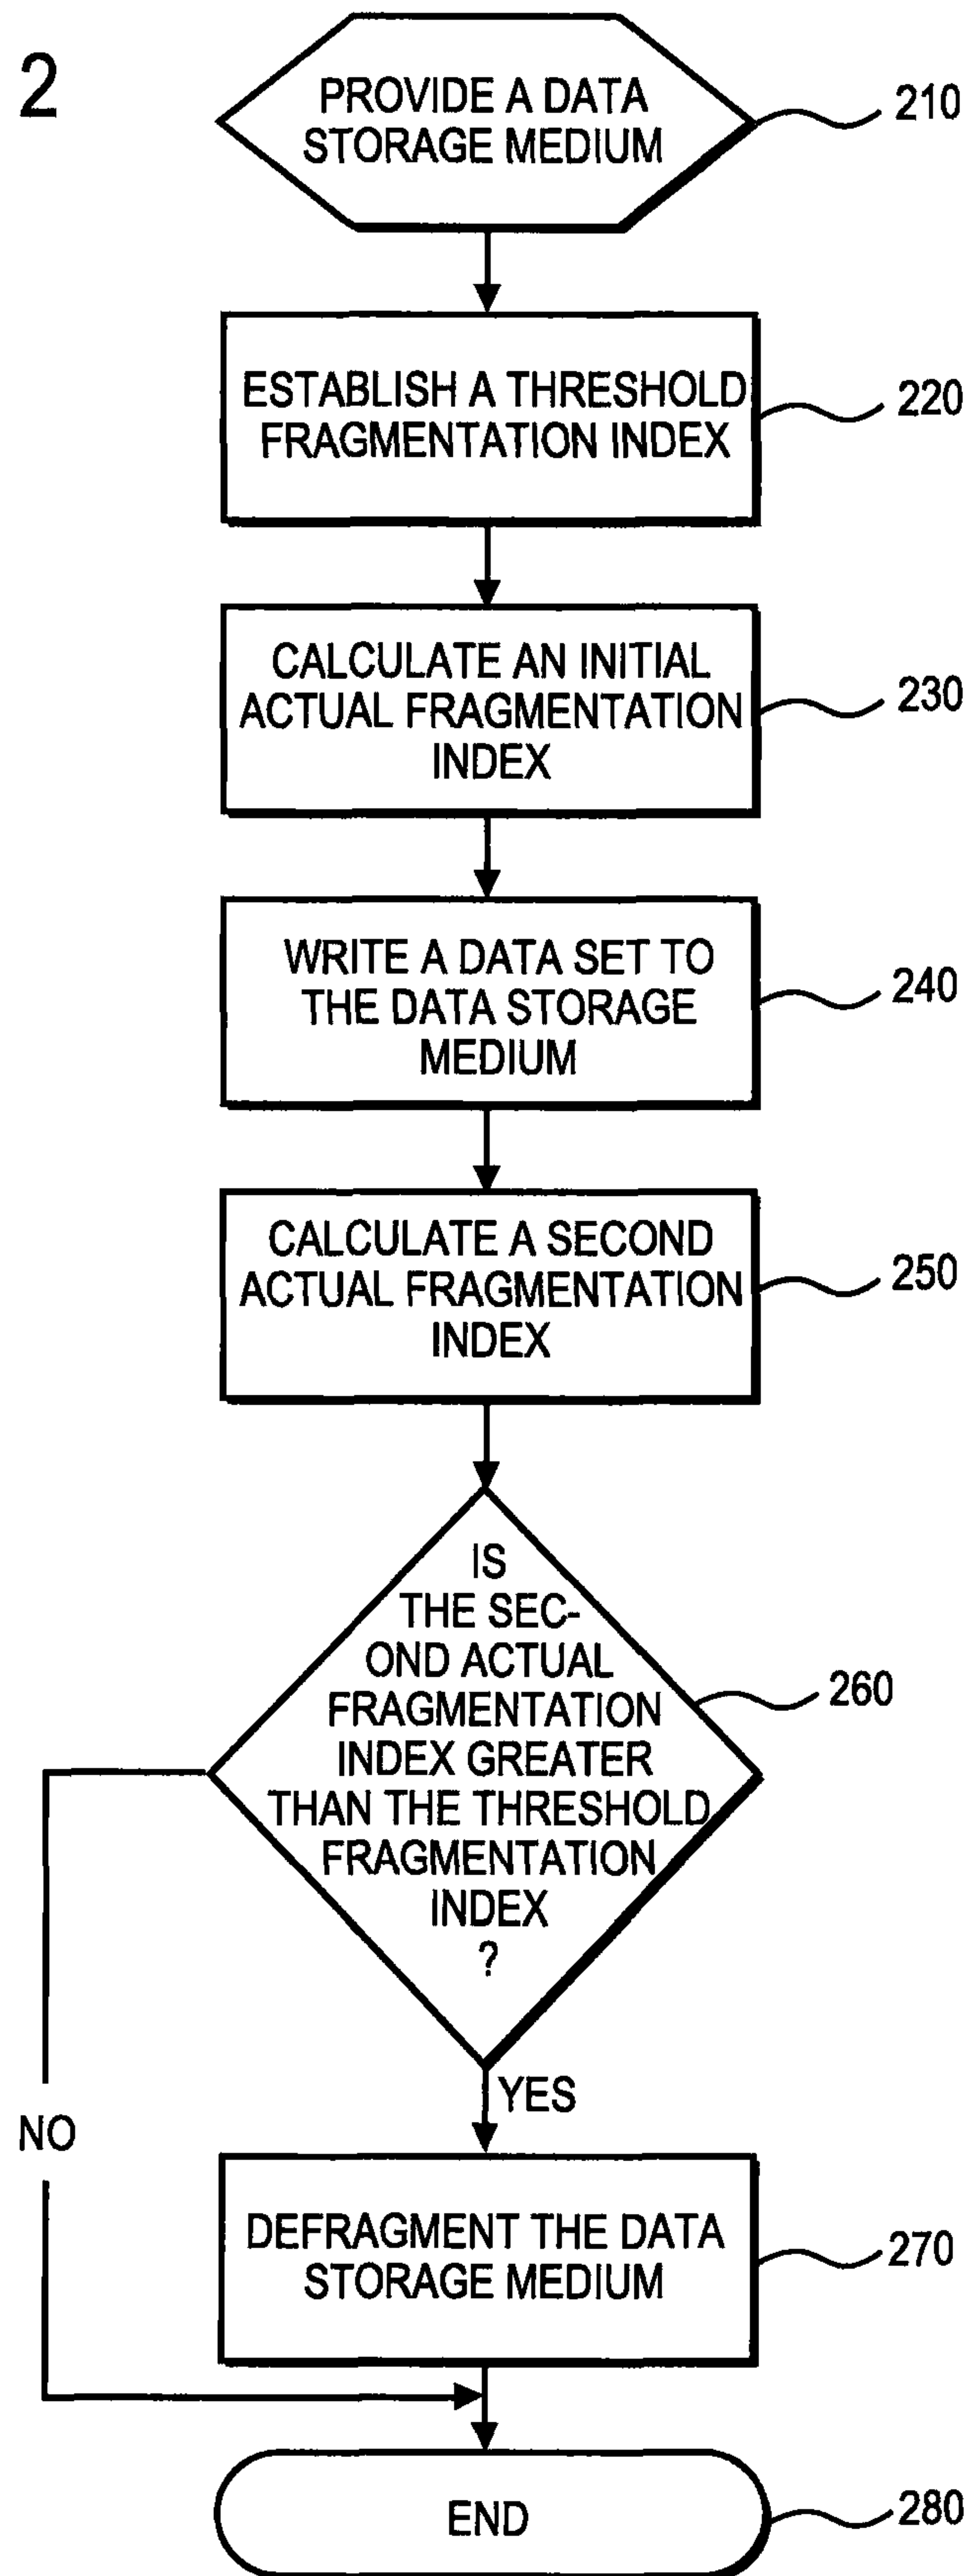 2
PROVIDE A DATA
STORAGE MEDIUM
210
ESTABLISH A THRESHOLD
FRAGMENTATION INDEX
220
CALCULATE AN INITIAL
ACTUAL FRAGMENTATION
INDEX
230
WRITE A DATA SET TO
THE DATA STORAGE
MEDIUM
240
CALCULATE A SECOND
ACTUAL FRAGMENTATION
INDEX
250
IS
THE SEC-
OND ACTUAL
FRAGMENTATION
INDEX GREATER
THAN THE THRESHOLD
FRAGMENTATION
INDEX
?
260
YES
NO
DEFRAGMENT THE DATA
STORAGE MEDIUM
270
END
280